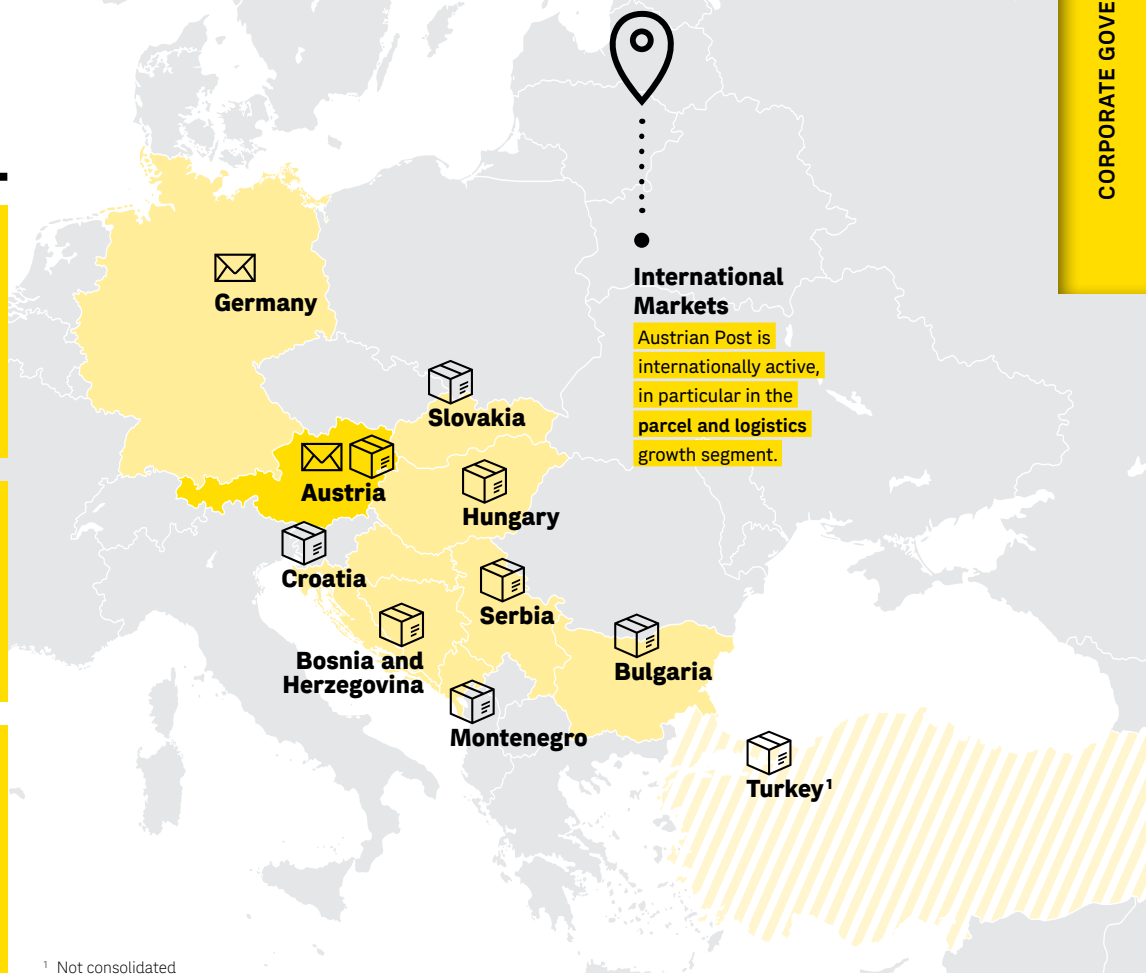 CORPORATE GOVE
International
Markets
Austrian Post is
internationally active,
in particular in the
parcel and logistics
growth segment.
Germany
Slovakia
Austria
Hungary
Croatia
Serbia
Bosnia and
Herzegovina
Bulgaria
Montenegro
Turkey¹
¹ Not consolidated